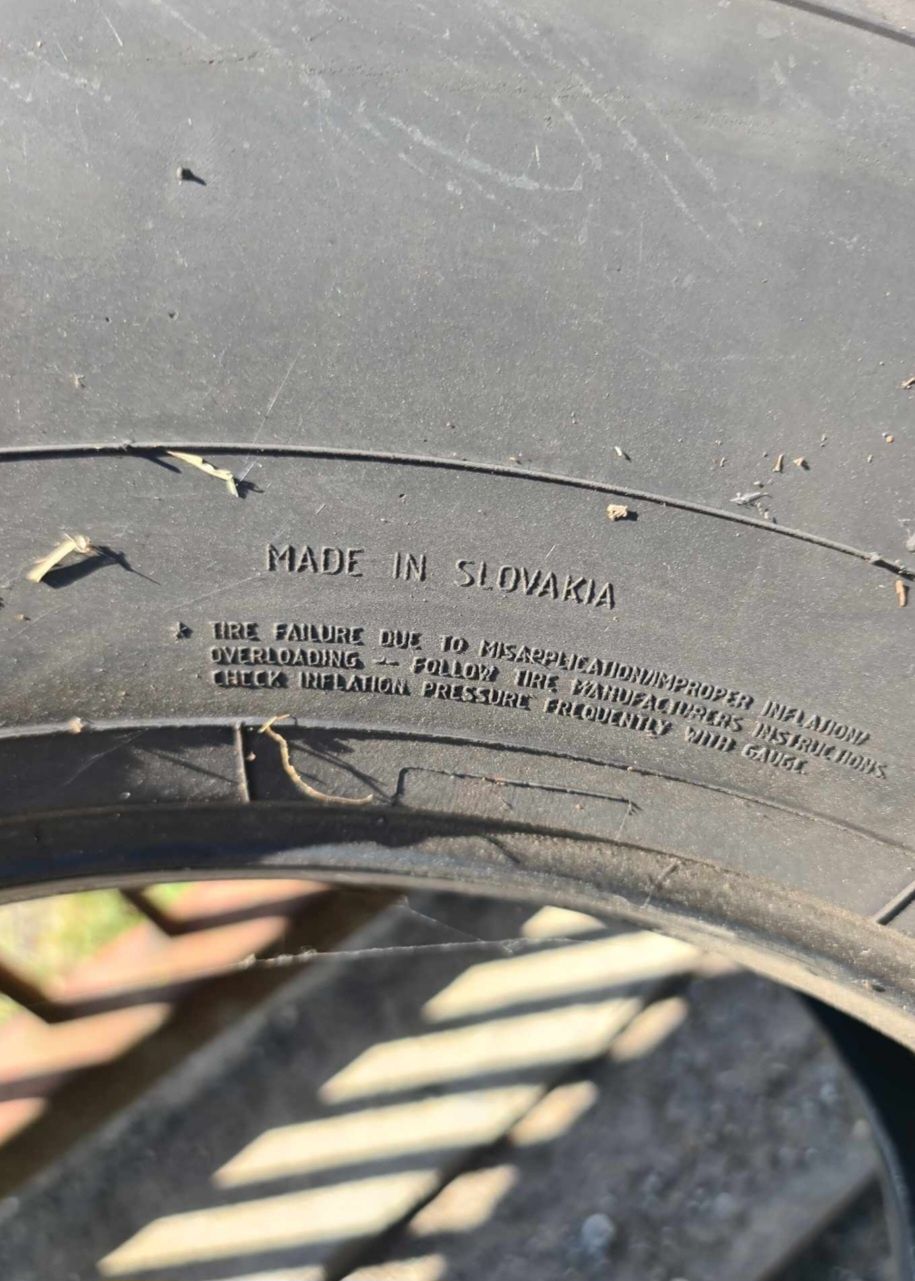 MADE IN SLOVAKIA
TIRE FAILURE DUE TO MISAPPLICATION/IMPROPER INFLATION/
OVERLOADING -- FOLLOW TIRE MANUFACTURERS INSTRUCTIONS.
CHECK INFLATION PRESSURE FREQUENTLY WITH GAUGE.